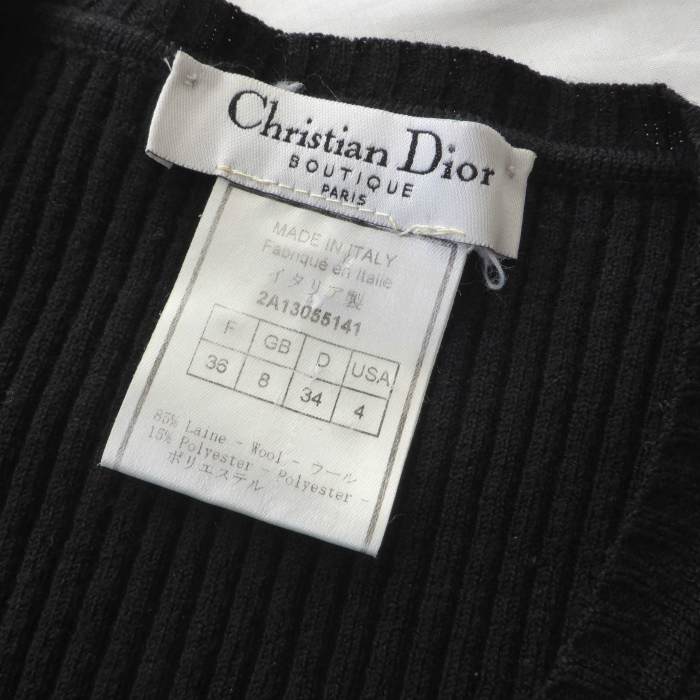 Christian Dior
BOUTIQUE
PARIS
MADE IN ITALY
Fabriqué en Italie
イタリア製
2A13055141
F GB D USA
36 8 34 4
85% Laine - Wool - ウール
15% Polyester - Polyester -
ポリエステル